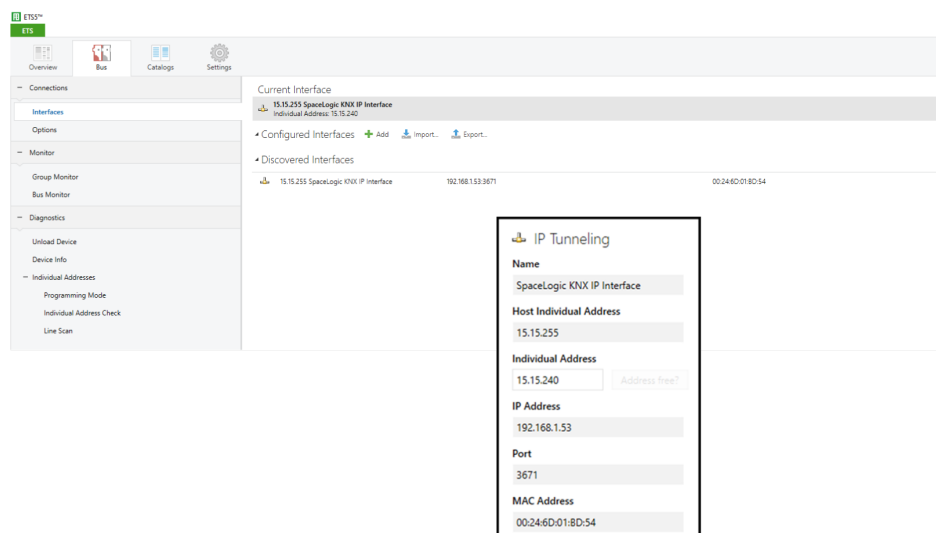 ETS5™
ETS
Overview
Bus
Catalogs
Settings
Connections
Interfaces
Options
Monitor
Group Monitor
Bus Monitor
Diagnostics
Unload Device
Device Info
Individual Addresses
Programming Mode
Individual Address Check
Line Scan
Current Interface
15.15.255 SpaceLogic KNX IP Interface
Individual Address: 15.15.240
Configured Interfaces Add Import... Export...
Discovered Interfaces
15.15.255 SpaceLogic KNX IP Interface 192.168.1.53:3671 00:24:6D:01:8D:54
IP Tunneling
Name
SpaceLogic KNX IP Interface
Host Individual Address
15.15.255
Individual Address
15.15.240 Address free?
IP Address
192.168.1.53
Port
3671
MAC Address
00:24:6D:01:8D:54